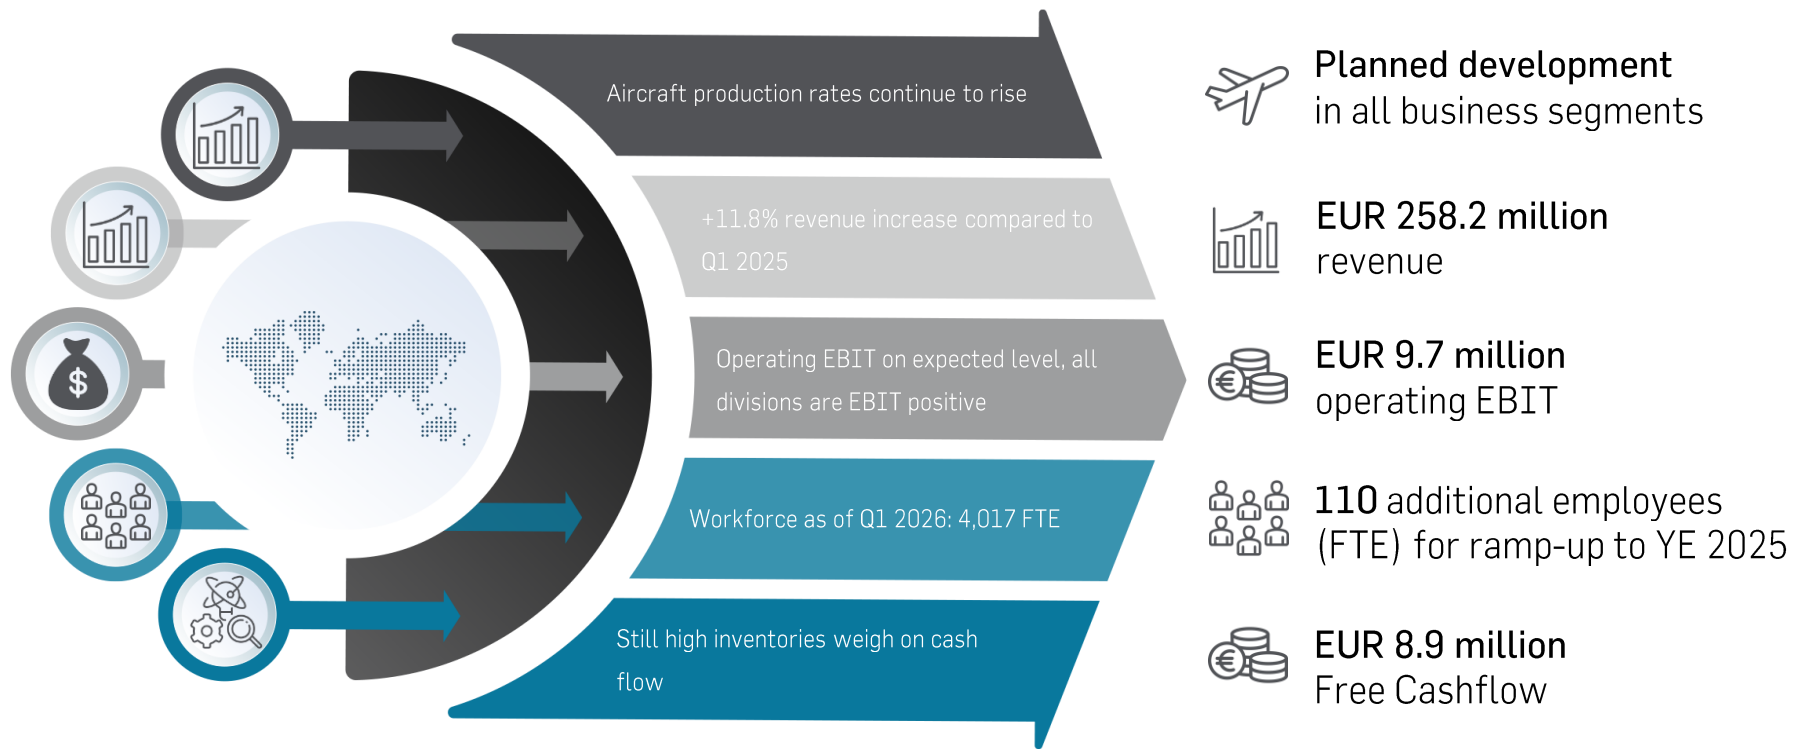 Aircraft production rates continue to rise
Planned development
in all business segments
+11.8% revenue increase compared to
Q1 2025
EUR 258.2 million
revenue
Operating EBIT on expected level, all
divisions are EBIT positive
EUR 9.7 million
operating EBIT
Workforce as of Q1 2026: 4,017 FTE
110 additional employees
(FTE) for ramp-up to YE 2025
Still high inventories weigh on cash
flow
EUR 8.9 million
Free Cashflow